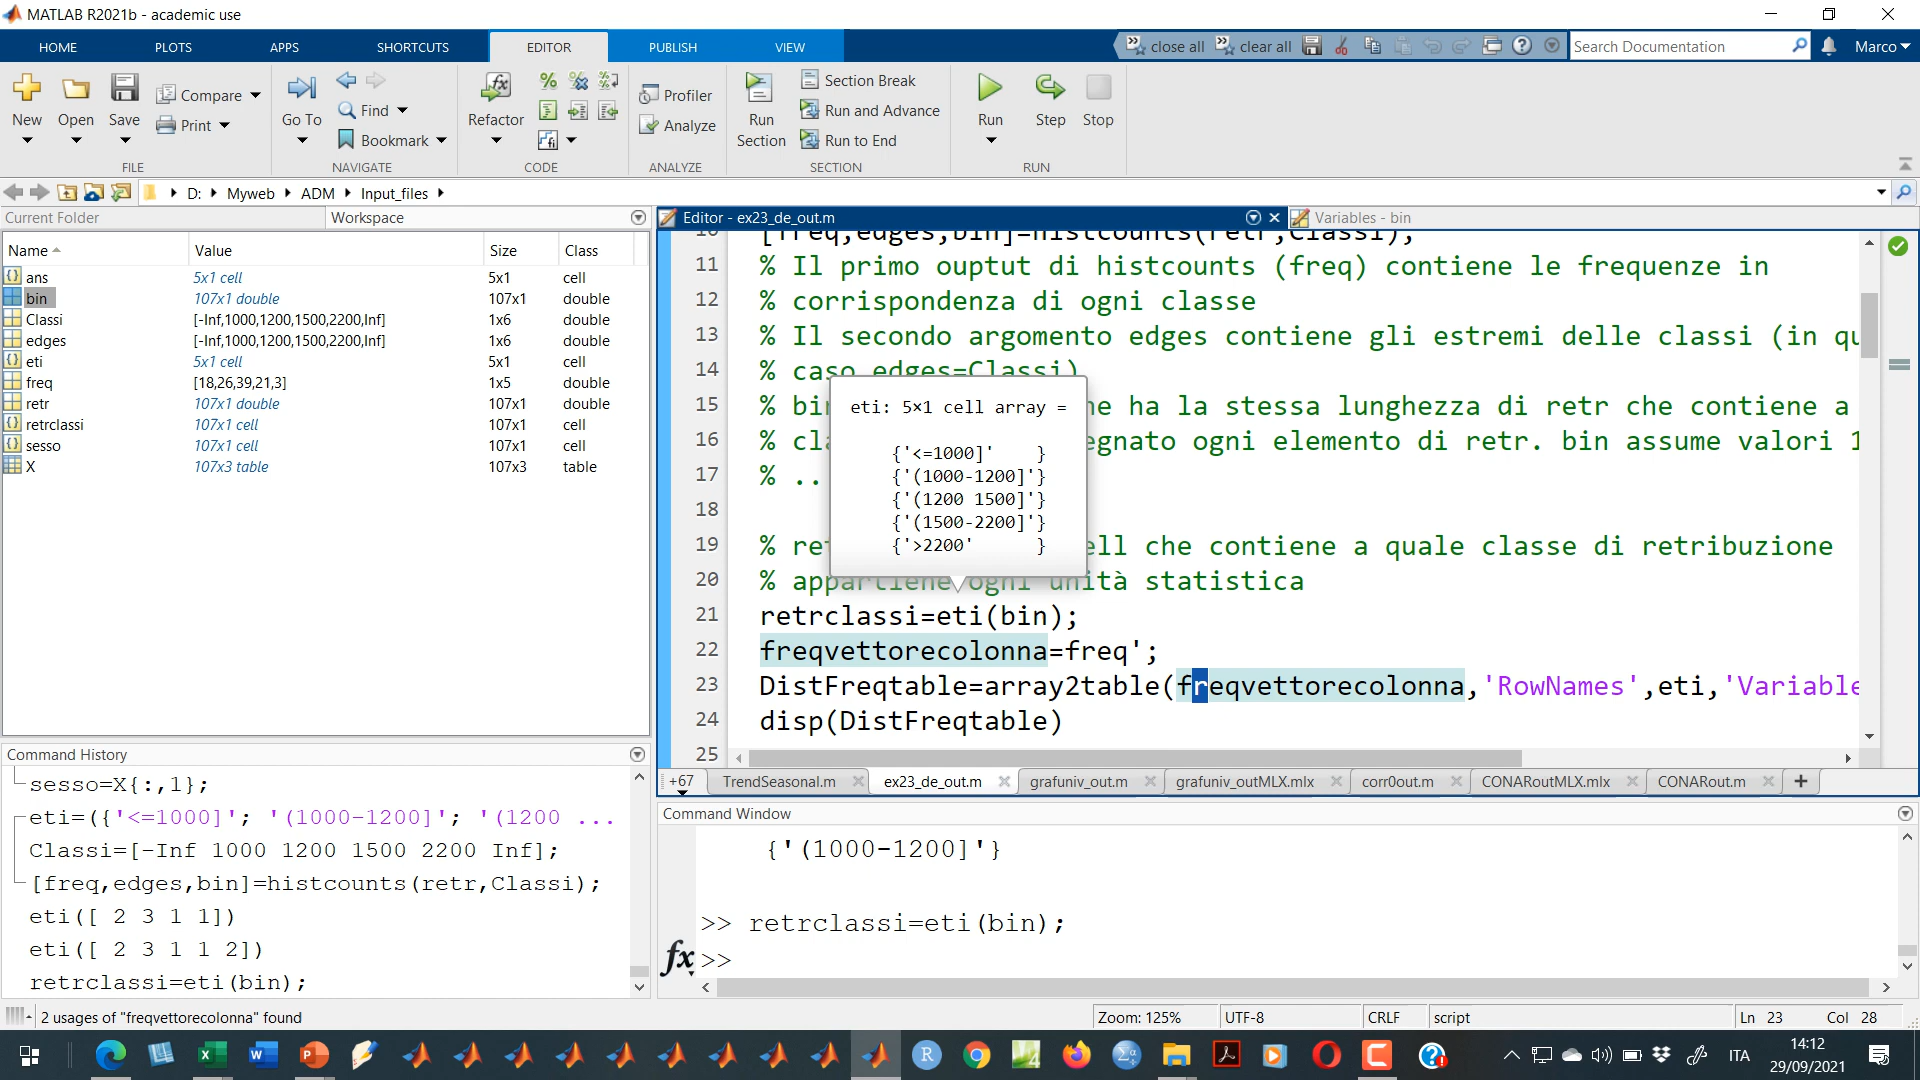 MATLAB R2021b - academic use
HOME PLOTS APPS SHORTCUTS EDITOR PUBLISH VIEW close all clear all Search Documentation Marco
New Open Save Compare Print Go To Find Bookmark Refactor Profiler Analyze Run Section Section Break Run and Advance Run to End Run Step Stop
FILE NAVIGATE CODE ANALYZE SECTION RUN
D: Myweb ADM Input_files
Current Folder Workspace
Name Value Size Class
ans 5x1 cell 5x1 cell
bin 107x1 double 107x1 double
Classi [-Inf,1000,1200,1500,2200,Inf] 1x6 double
edges [-Inf,1000,1200,1500,2200,Inf] 1x6 double
eti 5x1 cell 5x1 cell
freq [18,26,39,21,3] 1x5 double
retr 107x1 double 107x1 double
retrclassi 107x1 cell 107x1 cell
sesso 107x1 cell 107x1 cell
X 107x3 table 107x3 table
Command History
sesso=X{:,1};
eti=({'<=1000]'; '(1000-1200]'; '(1200 ...
Classi=[-Inf 1000 1200 1500 2200 Inf];
[freq,edges,bin]=histcounts(retr,Classi);
eti([ 2 3 1 1])
eti([ 2 3 1 1 2])
retrclassi=eti(bin);
Editor - ex23_de_out.m Variables - bin
10 [freq,edges,bin]=histcounts(retr,Classi);
11 % Il primo ouptut di histcounts (freq) contiene le frequenze in
12 % corrispondenza di ogni classe
13 % Il secondo argomento edges contiene gli estremi delle classi (in qu
14 % caso edges=Classi)
15 % bin ne ha la stessa lunghezza di retr che contiene a
16 % cla egnato ogni elemento di retr. bin assume valori 1
17 % ..
18
19 % ret ell che contiene a quale classe di retribuzione
20 % appartiene ogni unità statistica
21 retrclassi=eti(bin);
22 freqvettorecolonna=freq';
23 DistFreqtable=array2table(freqvettorecolonna,'RowNames',eti,'Variable
24 disp(DistFreqtable)
25
eti: 5×1 cell array =
{'<=1000]' }
{'(1000-1200]'}
{'(1200 1500]'}
{'(1500-2200]'}
{'>2200' }
+67 TrendSeasonal.m ex23_de_out.m grafuniv_out.m grafuniv_outMLX.mlx corr0out.m CONARoutMLX.mlx CONARout.m +
Command Window
{'(1000-1200]'}
>> retrclassi=eti(bin);
fx >>
2 usages of "freqvettorecolonna" found
Zoom: 125% UTF-8 CRLF script Ln 23 Col 28
ITA 14:12
29/09/2021